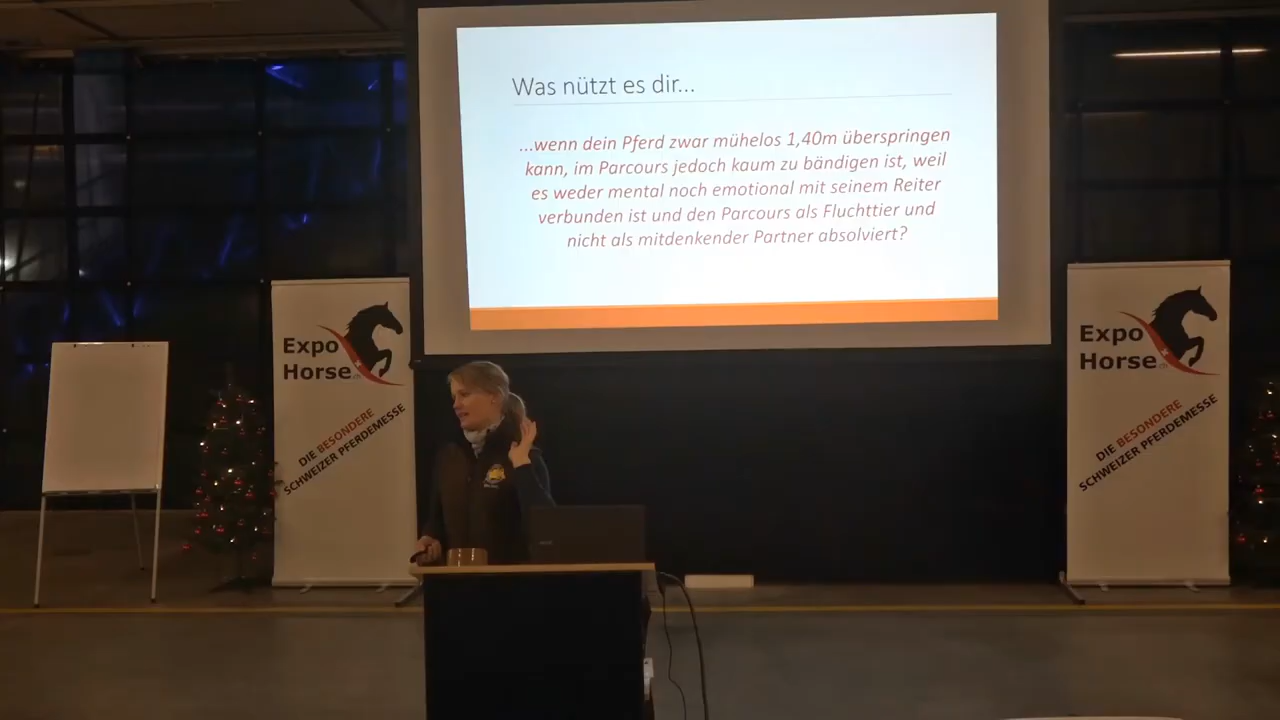 Was nützt es dir...
...wenn dein Pferd zwar mühelos 1,40m überspringen
kann, im Parcours jedoch kaum zu bändigen ist, weil
es weder mental noch emotional mit seinem Reiter
verbunden ist und den Parcours als Fluchttier und
nicht als mitdenkender Partner absolviert?
Expo
Horse.ch
DIE BESONDERE
SCHWEIZER PFERDEMESSE
Expo
Horse.ch
DIE BESONDERE
SCHWEIZER PFERDEMESSE